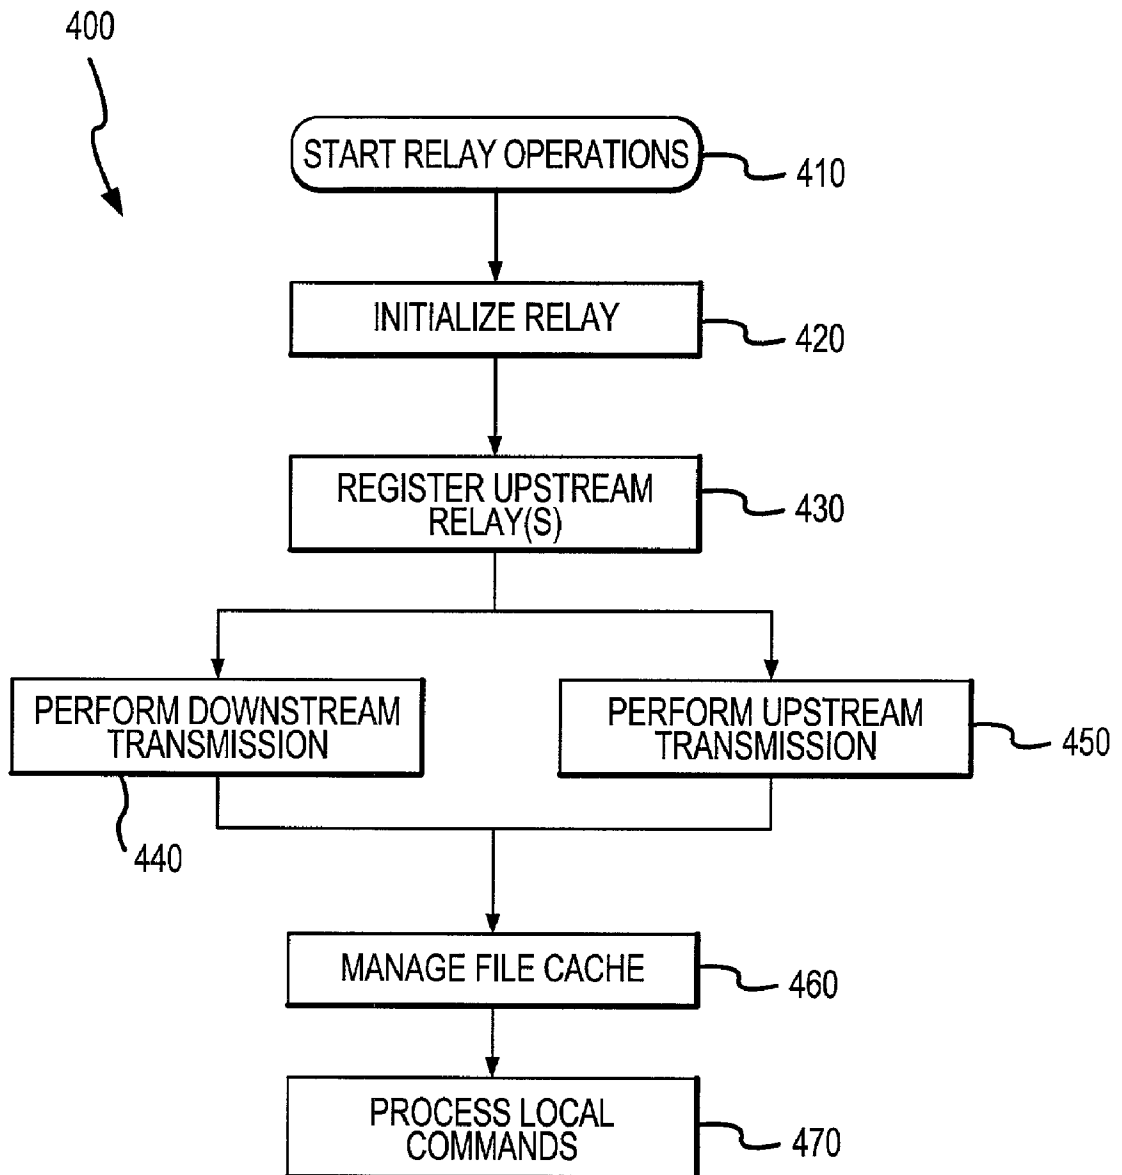 400
START RELAY OPERATIONS
410
INITIALIZE RELAY
420
REGISTER UPSTREAM
RELAY(S)
430
PERFORM DOWNSTREAM
TRANSMISSION
440
PERFORM UPSTREAM
TRANSMISSION
450
MANAGE FILE CACHE
460
PROCESS LOCAL
COMMANDS
470